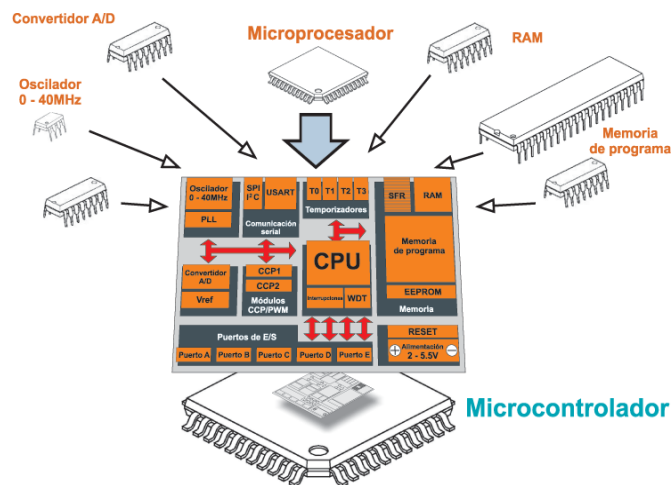 Convertidor A/D
Microprocesador
RAM
Oscilador
0 - 40MHz
Memoria
de programa
Oscilador
0 - 40MHz
PLL
SPI
I²C
USART
Comunicación
serial
T0 T1 T2 T3
Temporizadores
SFR
RAM
Memoria
de programa
EEPROM
Memoria
CPU
Interrupciones
WDT
Convertidor
A/D
Vref
CCP1
CCP2
Módulos
CCP/PWM
Puertos de E/S
Puerto A Puerto B Puerto C Puerto D Puerto E
RESET
+ Alimentación -
2 - 5.5V
Microcontrolador